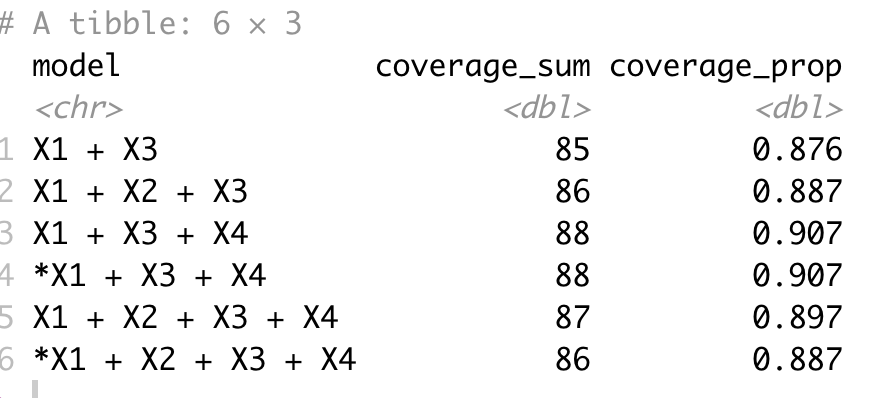 # A tibble: 6 × 3
model coverage_sum coverage_prop
<chr> <dbl> <dbl>
1 X1 + X3 85 0.876
2 X1 + X2 + X3 86 0.887
3 X1 + X3 + X4 88 0.907
4 *X1 + X3 + X4 88 0.907
5 X1 + X2 + X3 + X4 87 0.897
6 *X1 + X2 + X3 + X4 86 0.887